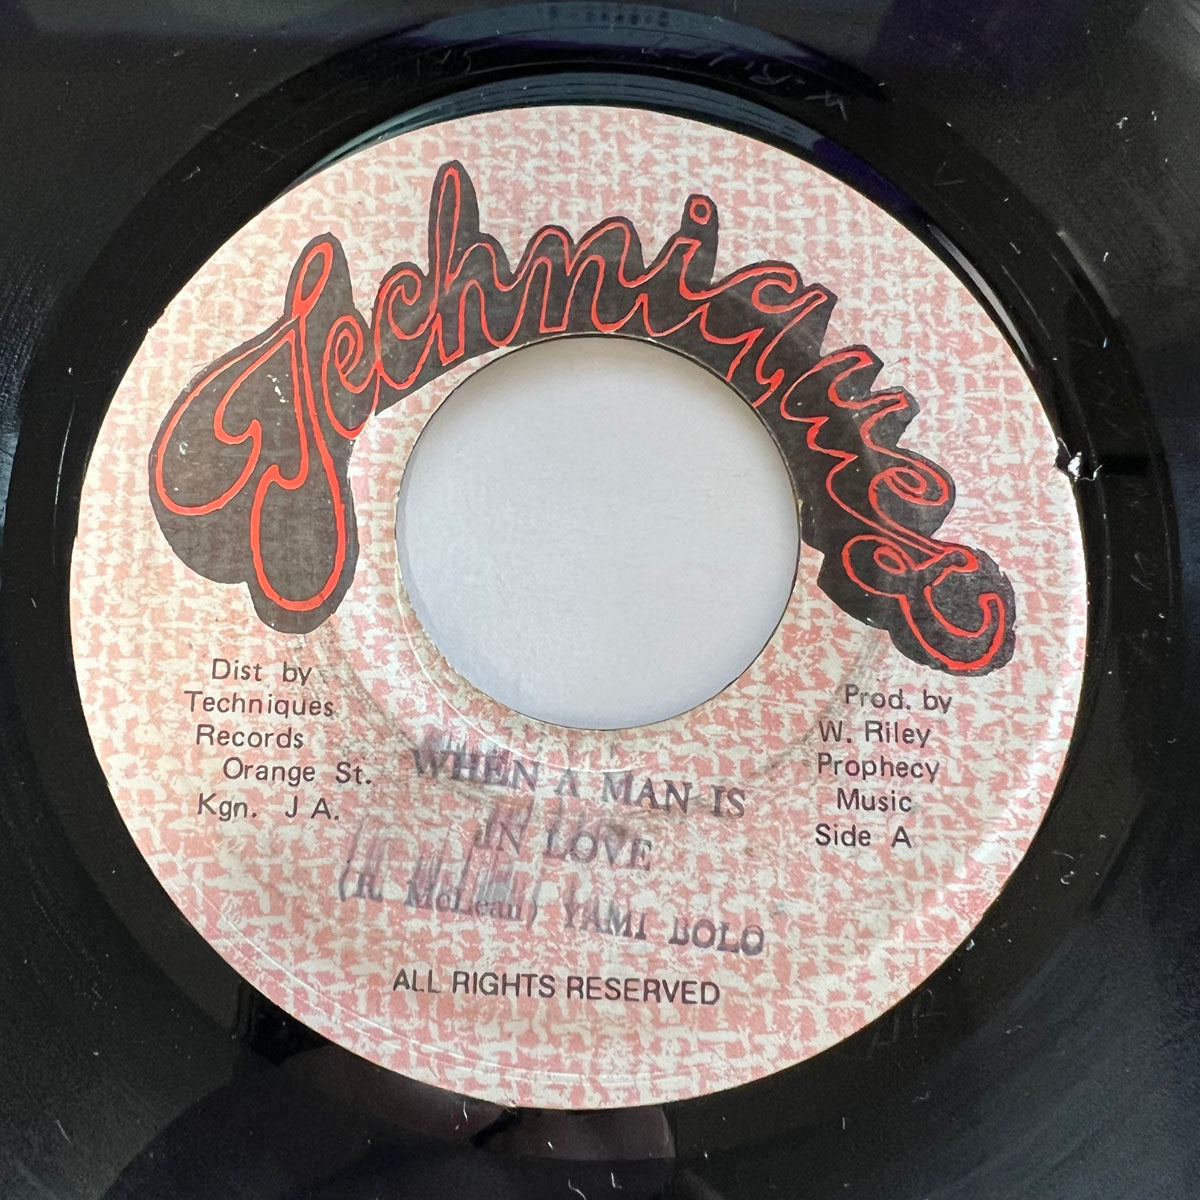 Techniques
Dist by
Techniques
Records
Orange St.
Kgn. J A.
Prod. by
W. Riley
Prophecy
Music
Side A
WHEN A MAN IS
IN LOVE
(R. McLean) YAMI BOLO
ALL RIGHTS RESERVED